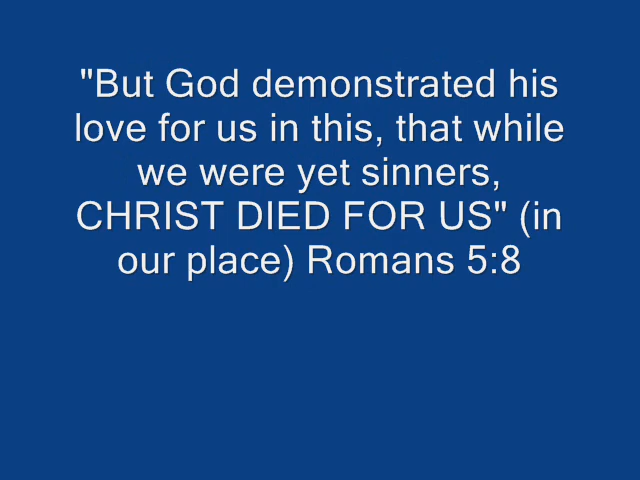 "But God demonstrated his
love for us in this, that while
we were yet sinners,
CHRIST DIED FOR US" (in
our place) Romans 5:8